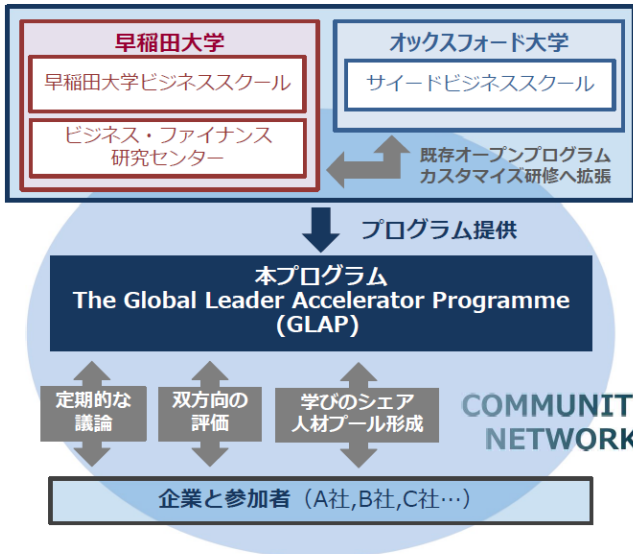 早稲田大学
早稲田大学ビジネススクール
ビジネス・ファイナンス
研究センター
オックスフォード大学
サイードビジネススクール
既存オープンプログラム
カスタマイズ研修へ拡張
プログラム提供
本プログラム
The Global Leader Accelerator Programme
(GLAP)
定期的な
議論
双方向の
評価
学びのシェア
人材プール形成
COMMUNIT
NETWORK
企業と参加者（A社,B社,C社…）